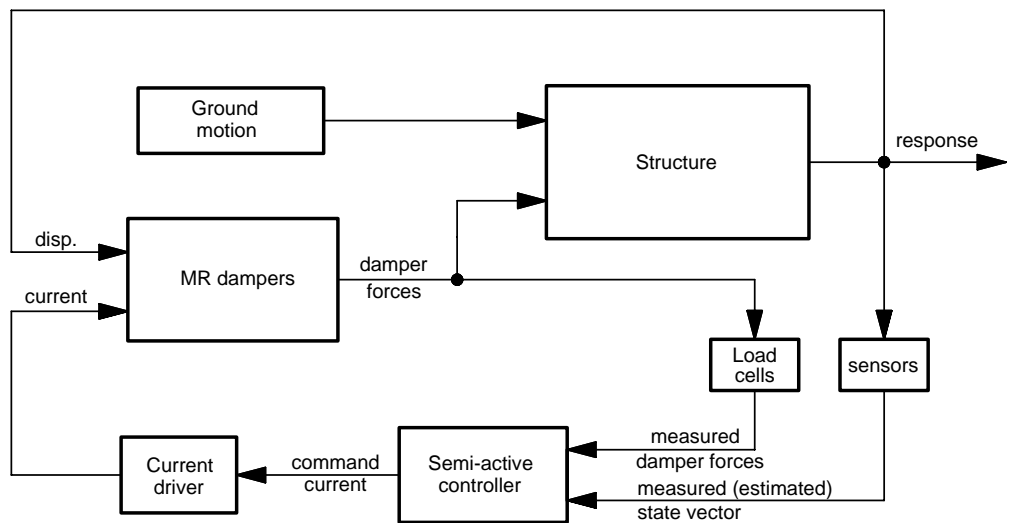 Ground
motion
Structure
response
disp.
MR dampers
damper
forces
current
Load
cells
sensors
measured
damper forces
Current
driver
command
current
Semi-active
controller
measured (estimated)
state vector